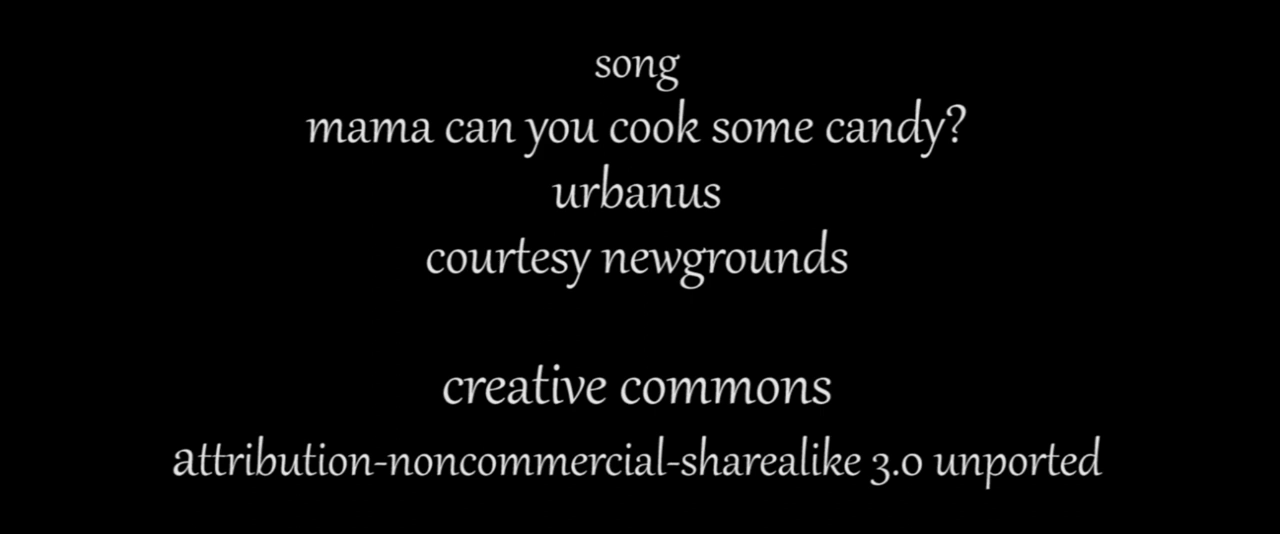 song
mama can you cook some candy?
urbanus
courtesy newgrounds
creative commons
attribution-noncommercial-sharealike 3.0 unported